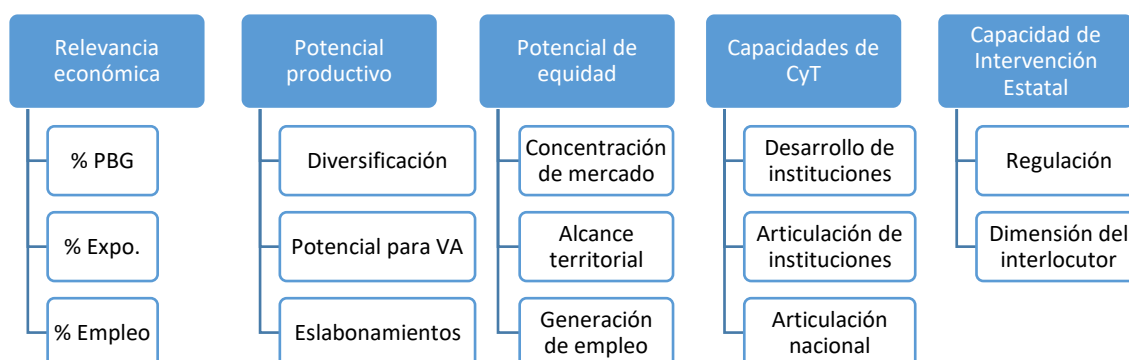 Relevancia
económica
% PBG
% Expo.
% Empleo
Potencial
productivo
Diversificación
Potencial para VA
Eslabonamientos
Potencial de
equidad
Concentración
de mercado
Alcance
territorial
Generación
de empleo
Capacidades de
CyT
Desarrollo de
instituciones
Articulación de
instituciones
Articulación
nacional
Capacidad de
Intervención
Estatal
Regulación
Dimensión del
interlocutor